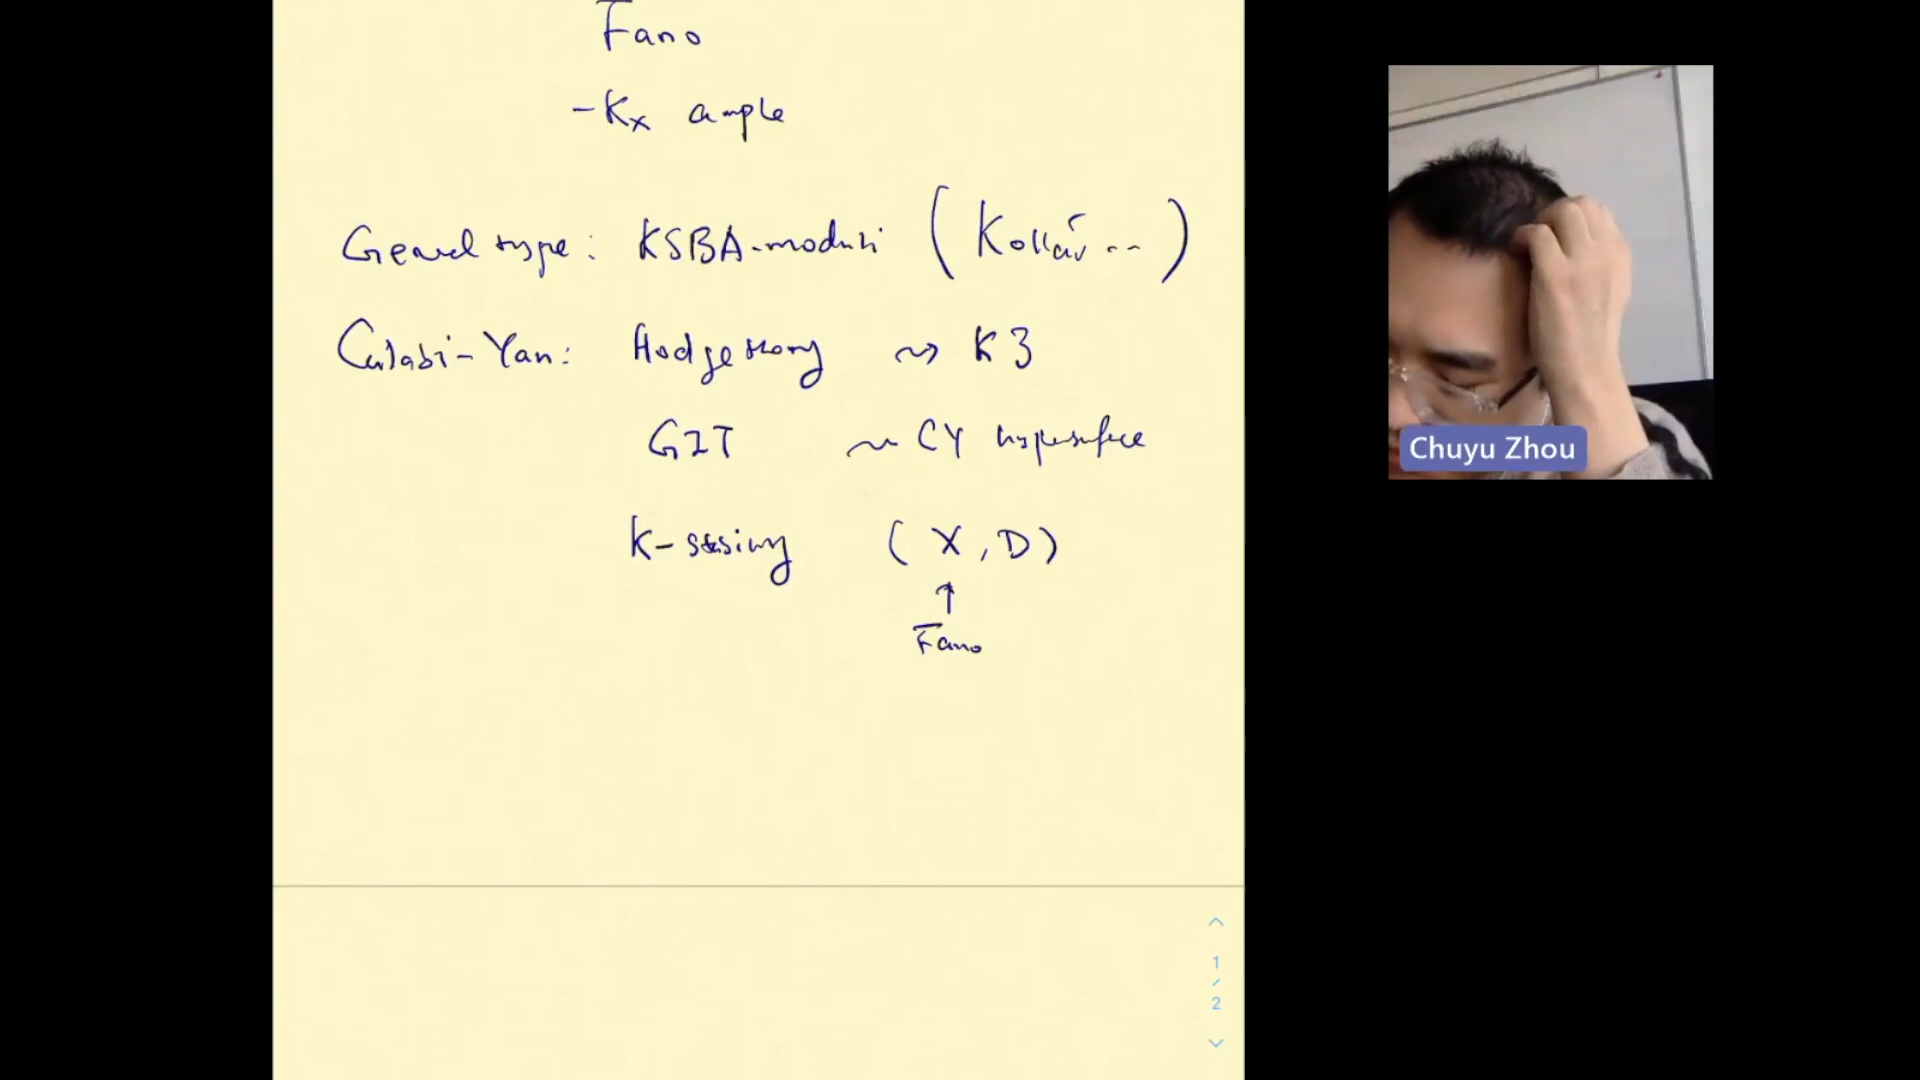 Fano
-Kx ample
General type: KSBA-moduli (Kollár --)
Calabi-Yau: Hodge theory ⇝ K3
GIT ~ CY hypersurface
K-stability (X, D)
↑
Fano
Chuyu Zhou
1
/
2